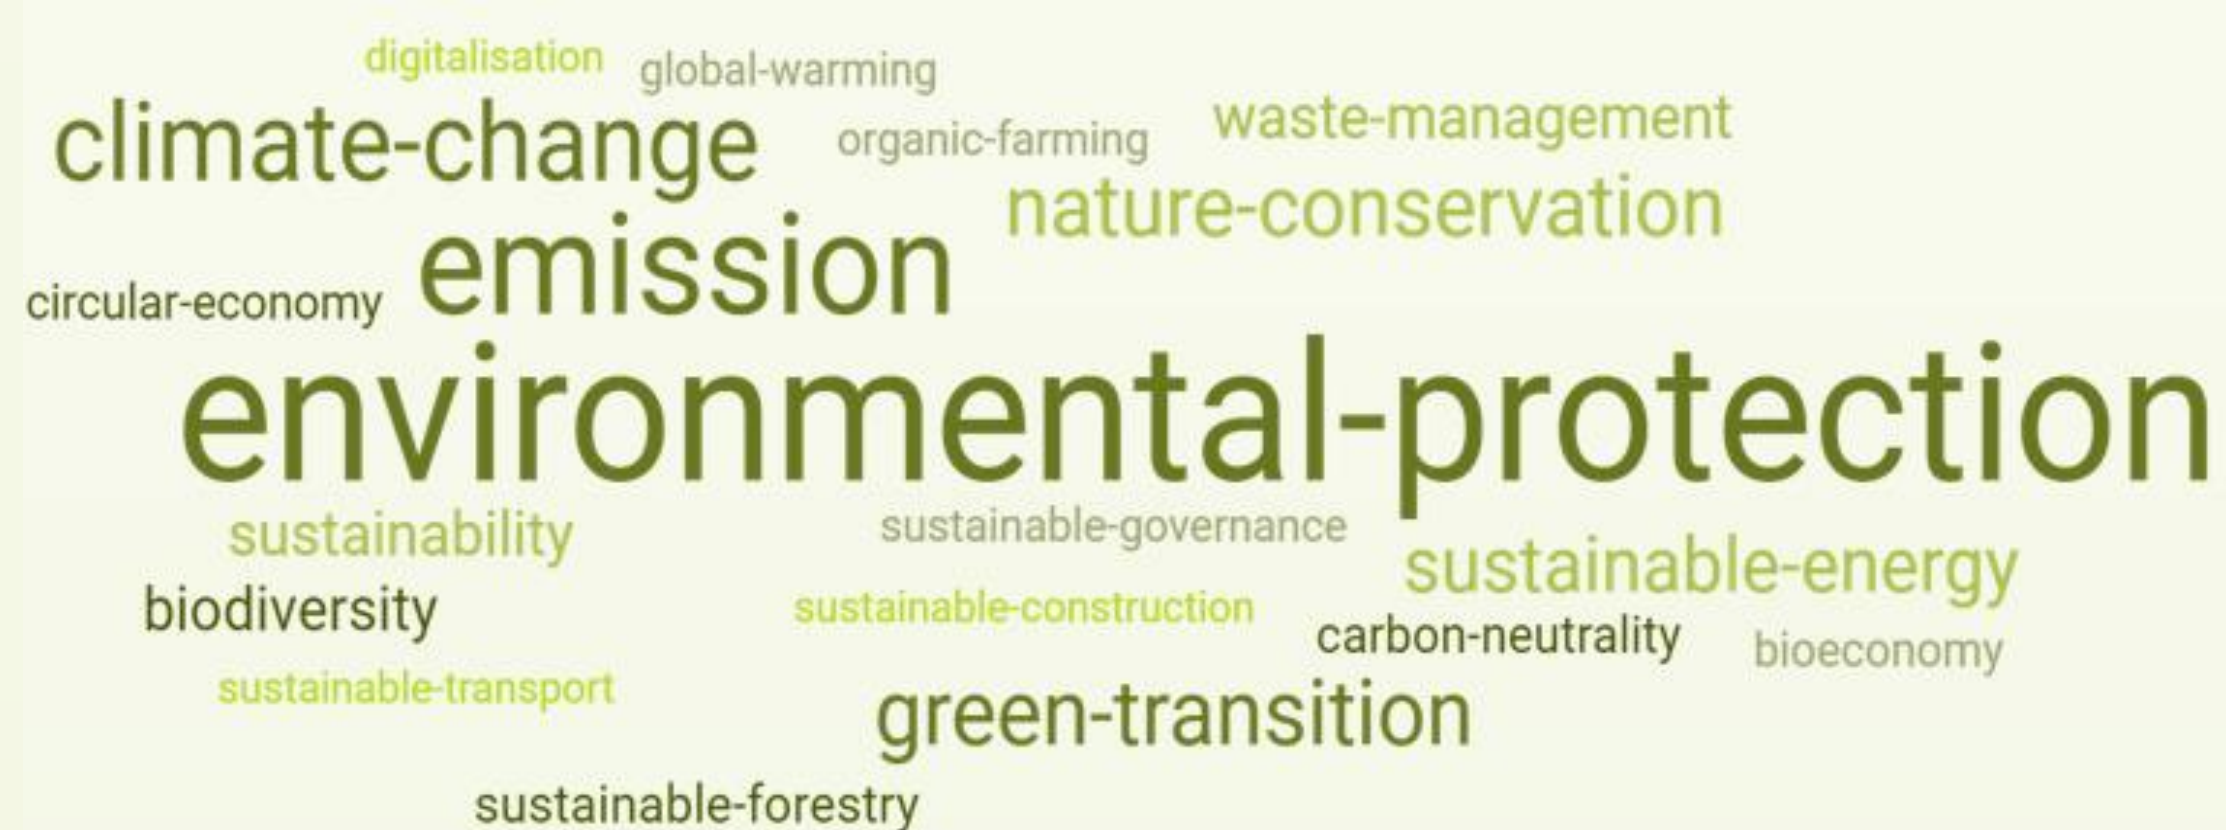 digitalisation
global-warming
climate-change
organic-farming
waste-management
nature-conservation
emission
circular-economy
environmental-protection
sustainability
sustainable-governance
sustainable-energy
biodiversity
sustainable-construction
carbon-neutrality
bioeconomy
sustainable-transport
green-transition
sustainable-forestry